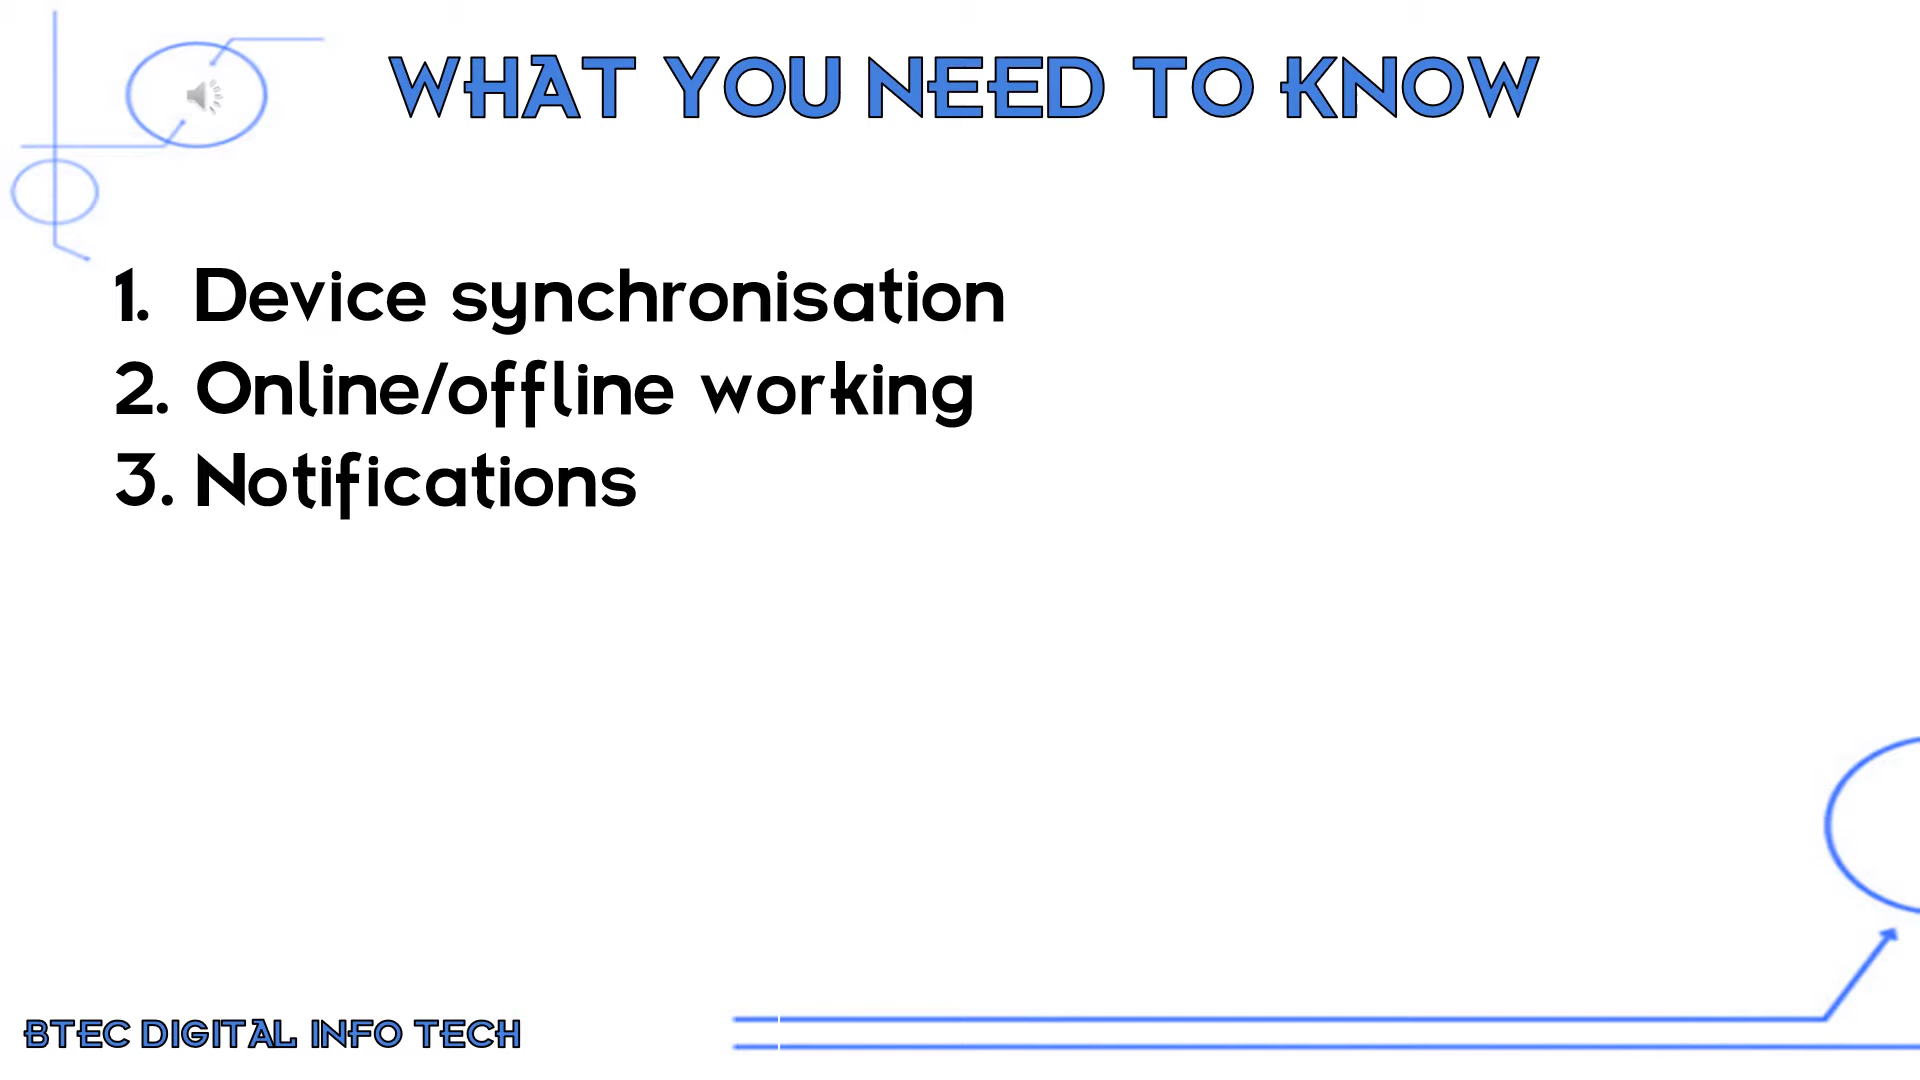 WHAT YOU NEED TO KNOW
1. Device synchronisation
2. Online/offline working
3. Notifications
BTEC DIGITAL INFO TECH